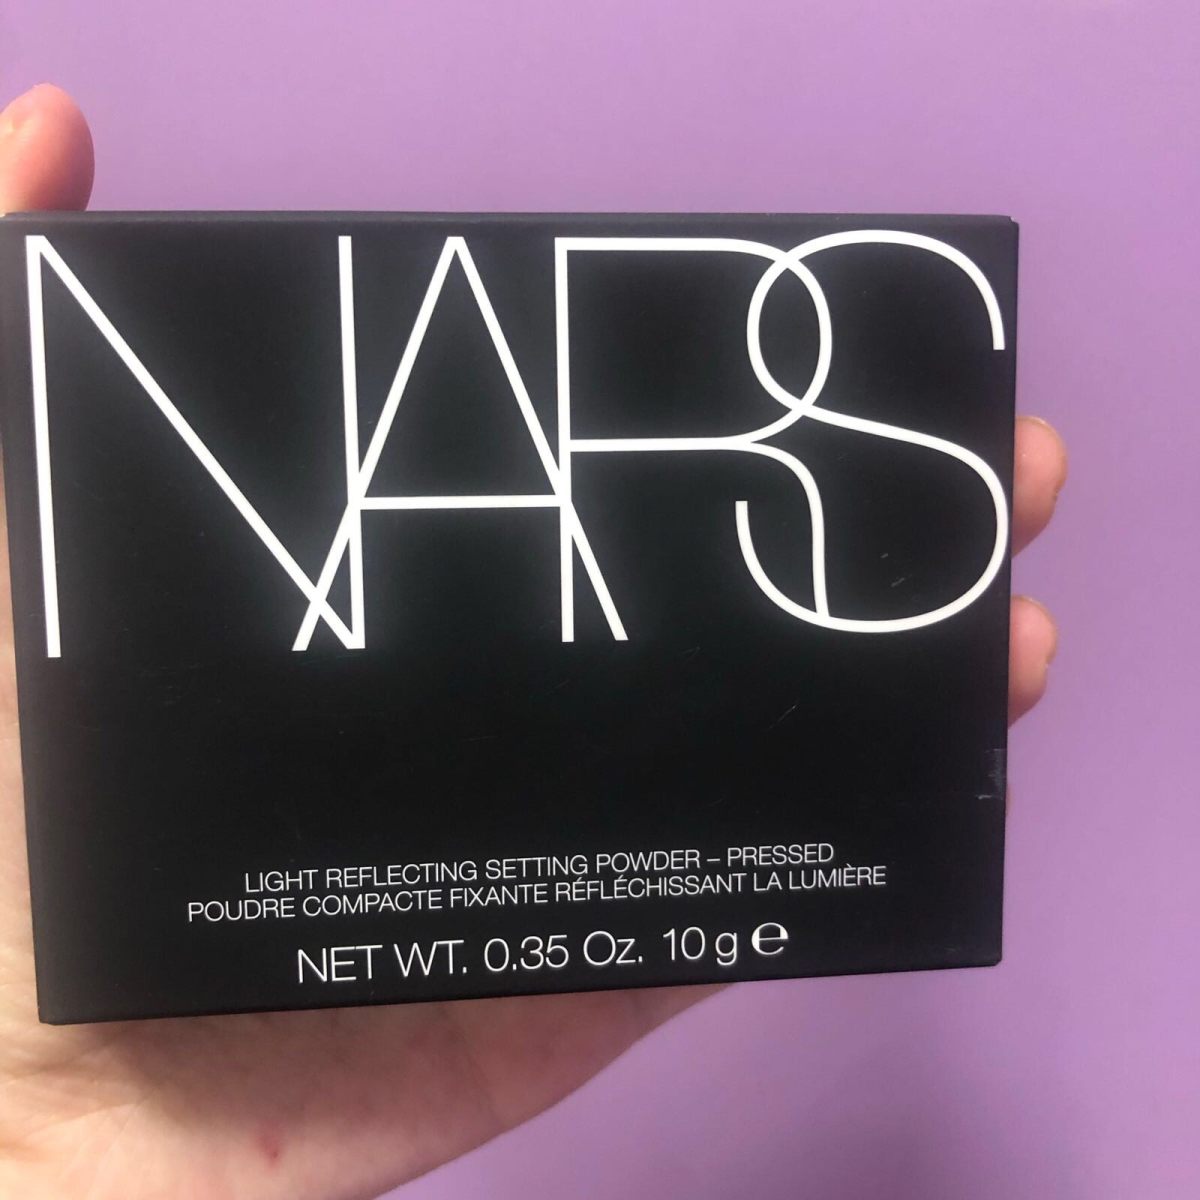 NARS
LIGHT REFLECTING SETTING POWDER – PRESSED
POUDRE COMPACTE FIXANTE RÉFLÉCHISSANT LA LUMIÈRE
NET WT. 0.35 Oz. 10 g ℮